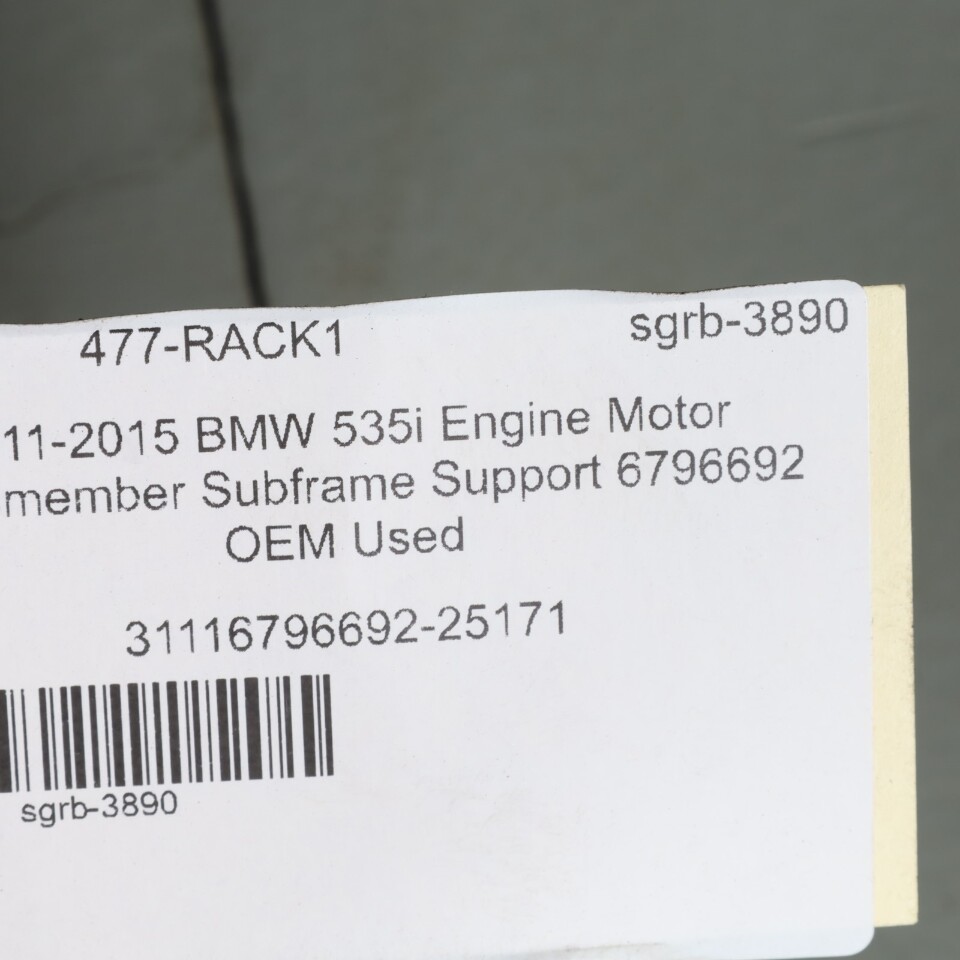 477-RACK1 sgrb-3890
11-2015 BMW 535i Engine Motor
member Subframe Support 6796692
OEM Used
31116796692-25171
sgrb-3890